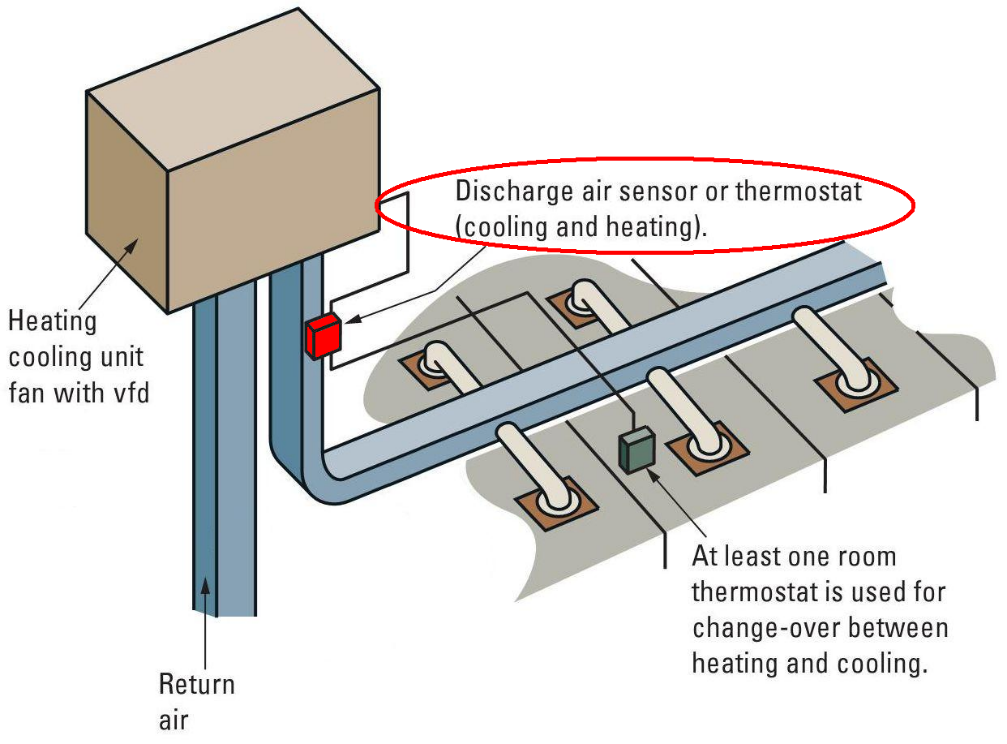 Discharge air sensor or thermostat
(cooling and heating).
Heating
cooling unit
fan with vfd
At least one room
thermostat is used for
change-over between
heating and cooling.
Return
air